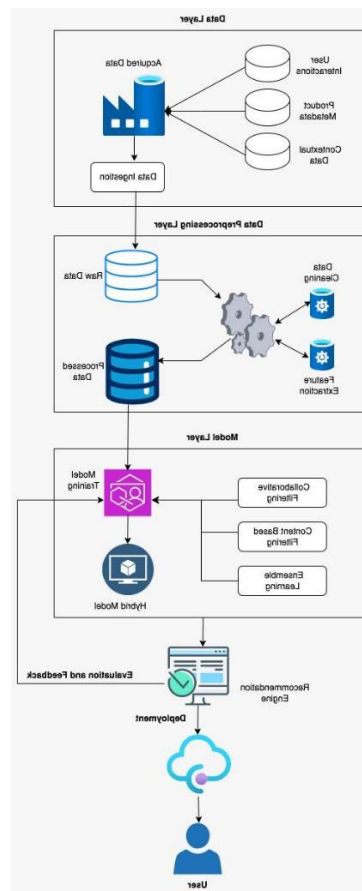 Data Layer
Acquired Data
User
Interactions
Product
Metadata
Contextual
Data
Data Ingestion
Data Preprocessing Layer
Raw Data
Data
Cleaning
Processed
Data
Feature
Extraction
Model Layer
Model
Training
Collaborative
Filtering
Content Based
Filtering
Ensemble
Learning
Hybrid Model
Evaluation and Feedback
Recommendation
Engine
Deployment
User